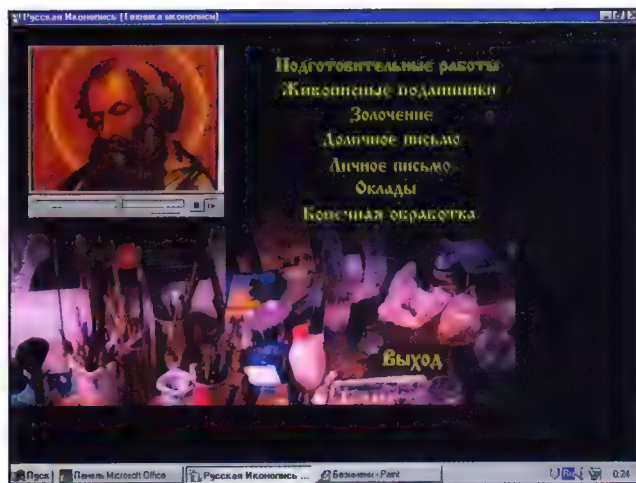 Русская Иконопись [Техника иконописи]
Подготовительные работы
Живописные подлинники
Золочение
Доличное письмо
Личное письмо
Оклады
Конечная обработка
Выход
Пуск
Панель Microsoft Office
Русская Иконопись ...
Безымянный - Paint
Ru
0:24